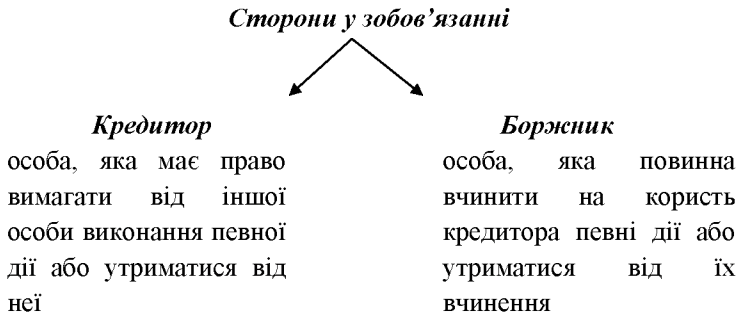 Сторони у зобов’язанні
Кредитор
особа, яка має право
вимагати від іншої
особи виконання певної
дії або утриматися від
неї
Боржник
особа, яка повинна
вчинити на користь
кредитора певні дії або
утриматися від їх
вчинення